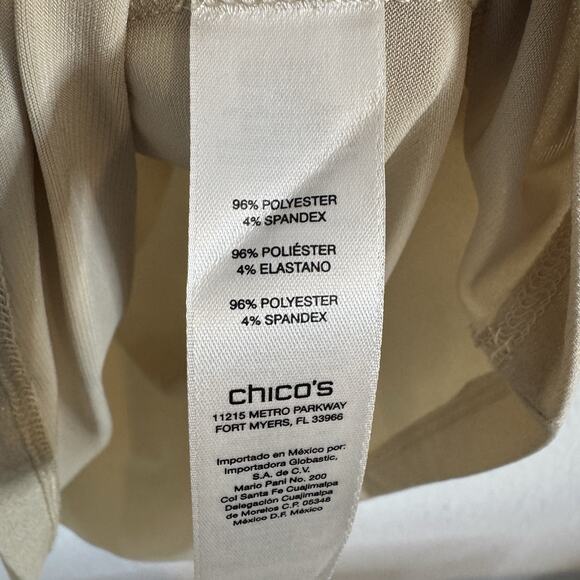 96% POLYESTER
4% SPANDEX
96% POLIÉSTER
4% ELASTANO
96% POLYESTER
4% SPANDEX
chico's
11215 METRO PARKWAY
FORT MYERS, FL 33966
Importado en México por:
Importadora Globastic,
S.A. de C.V.
Mario Pani No. 200
Col Santa Fe Cuajimalpa
Delegación Cuajimalpa
de Morelos C.P. 05348
México D.F. México